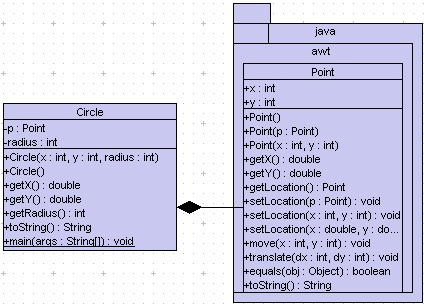 java
awt
Point
+x : int
+y : int
+Point()
+Point(p : Point)
+Point(x : int, y : int)
+getX() : double
+getY() : double
+getLocation() : Point
+setLocation(p : Point) : void
+setLocation(x : int, y : int) : void
+setLocation(x : double, y : do...
+move(x : int, y : int) : void
+translate(dx : int, dy : int) : void
+equals(obj : Object) : boolean
+toString() : String
Circle
-p : Point
-radius : int
+Circle(x : int, y : int, radius : int)
+Circle()
+getX() : double
+getY() : double
+getRadius() : int
+toString() : String
+main(args : String[]) : void